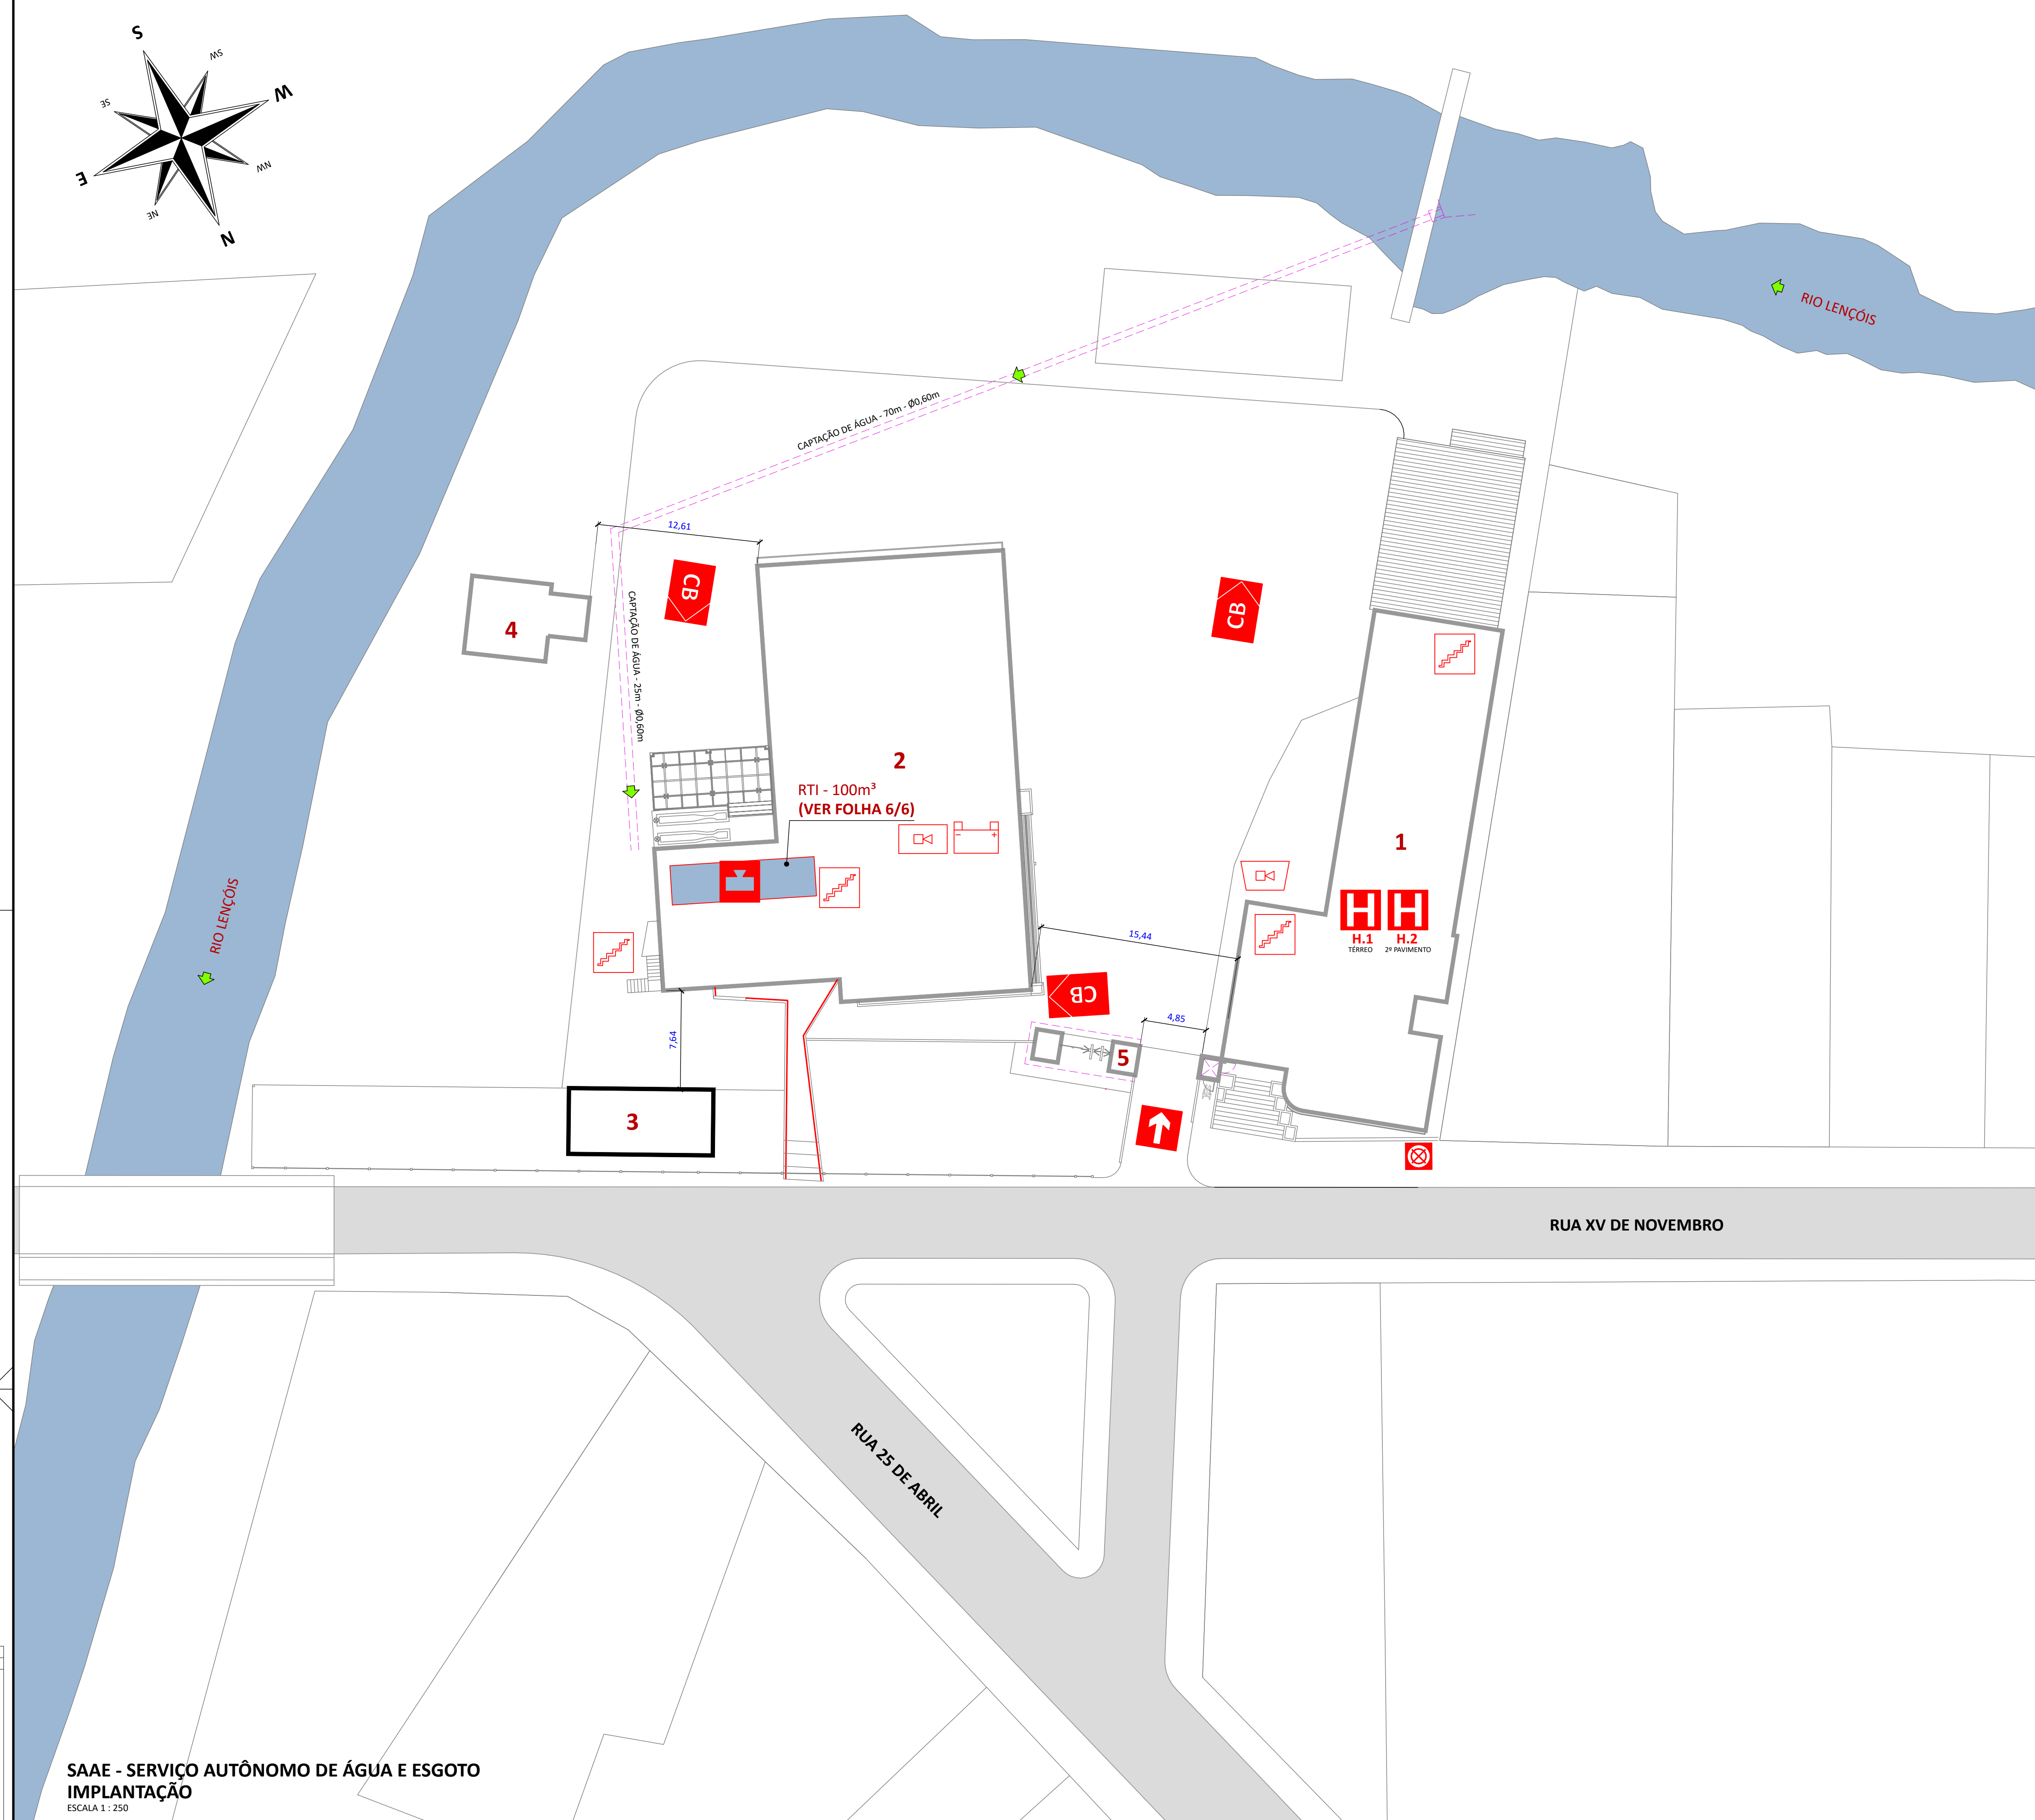 S
SW
W
SE
NW
E
NE
N
RIO LENÇÓIS
CAPTAÇÃO DE ÁGUA - 70m - Ø0,60m
12,61
CB
CB
CAPTAÇÃO DE ÁGUA - 25m - Ø0,60m
4
2
RTI - 100m³
(VER FOLHA 6/6)
- +
1
H H
H.1 H.2
TÉRREO 2º PAVIMENTO
RIO LENÇÓIS
15,44
CB
4,85
7,64
5
3
RUA XV DE NOVEMBRO
RUA 25 DE ABRIL
SAAE - SERVIÇO AUTÔNOMO DE ÁGUA E ESGOTO
IMPLANTAÇÃO
ESCALA 1 : 250